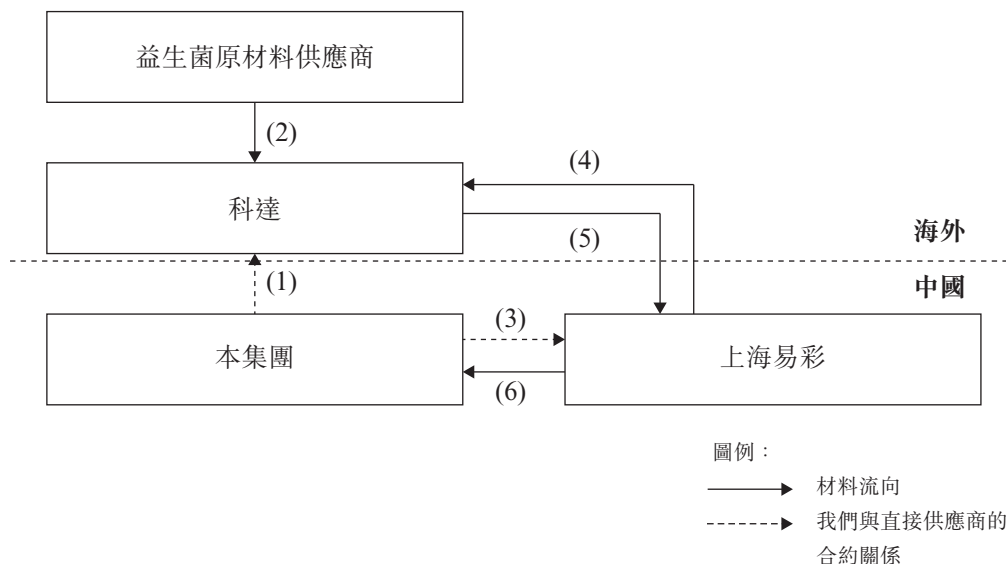 益生菌原材料供應商
(2)
科達
(4)
(5)
海外
(1)
中國
本集團
(3)
上海易彩
(6)
圖例：
材料流向
我們與直接供應商的
合約關係